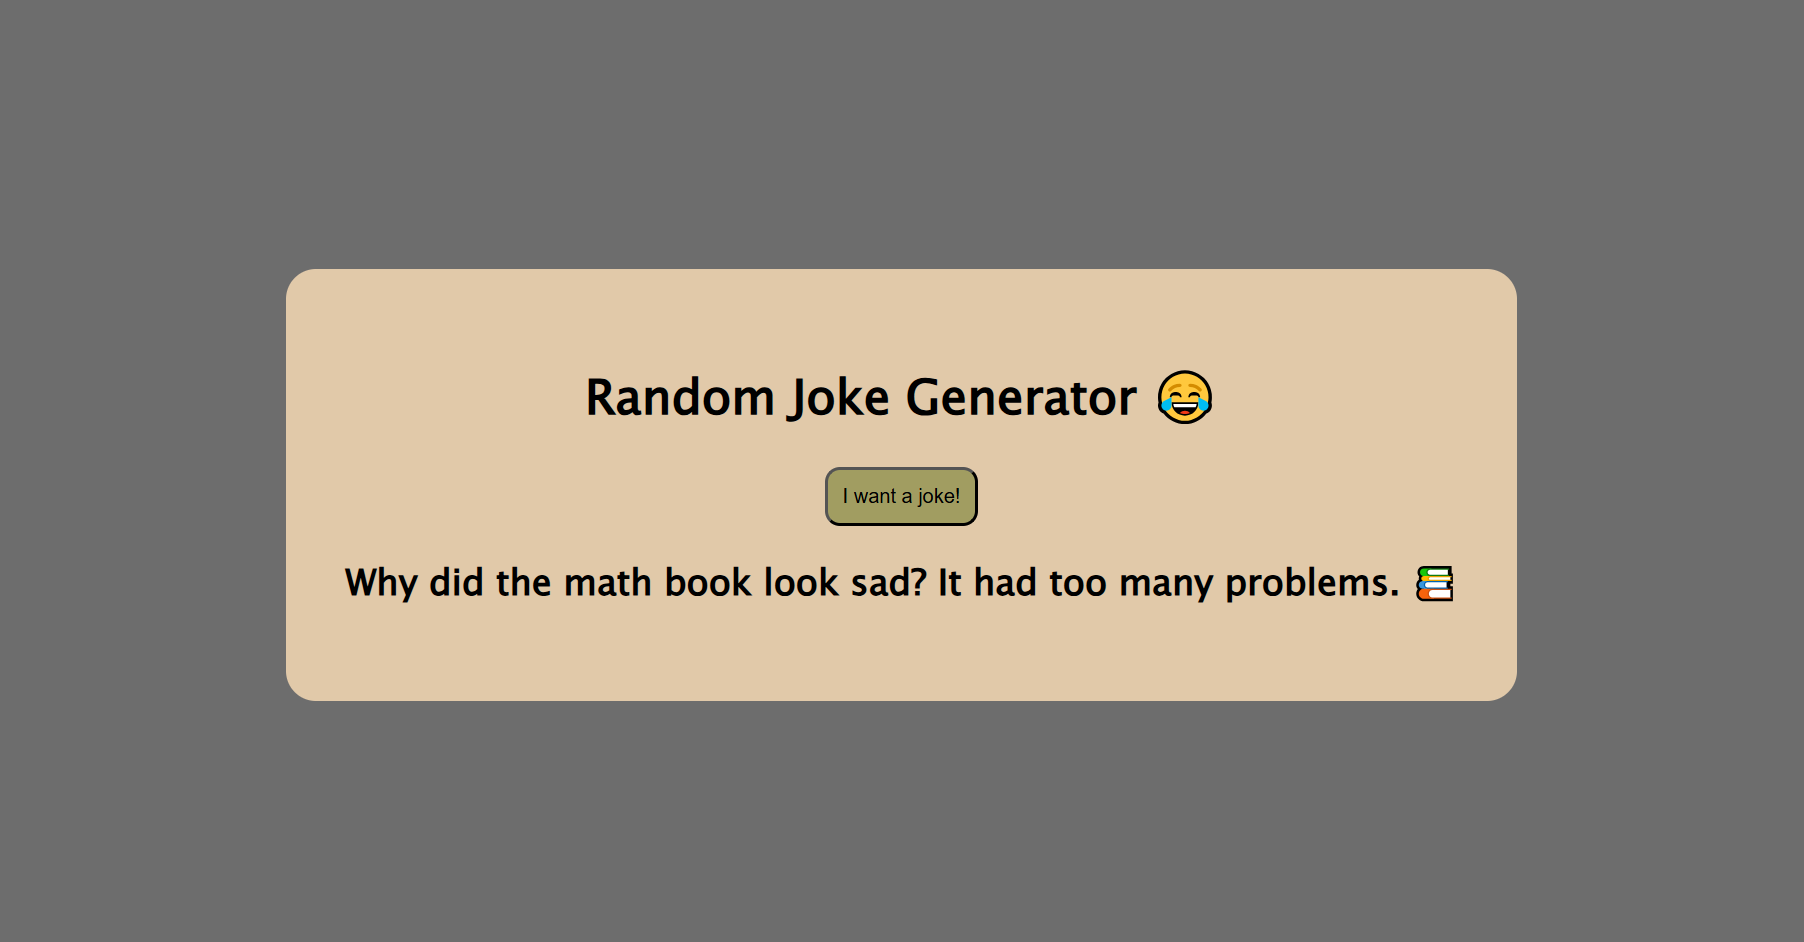 Random Joke Generator 😂
I want a joke!
Why did the math book look sad? It had too many problems. 📚